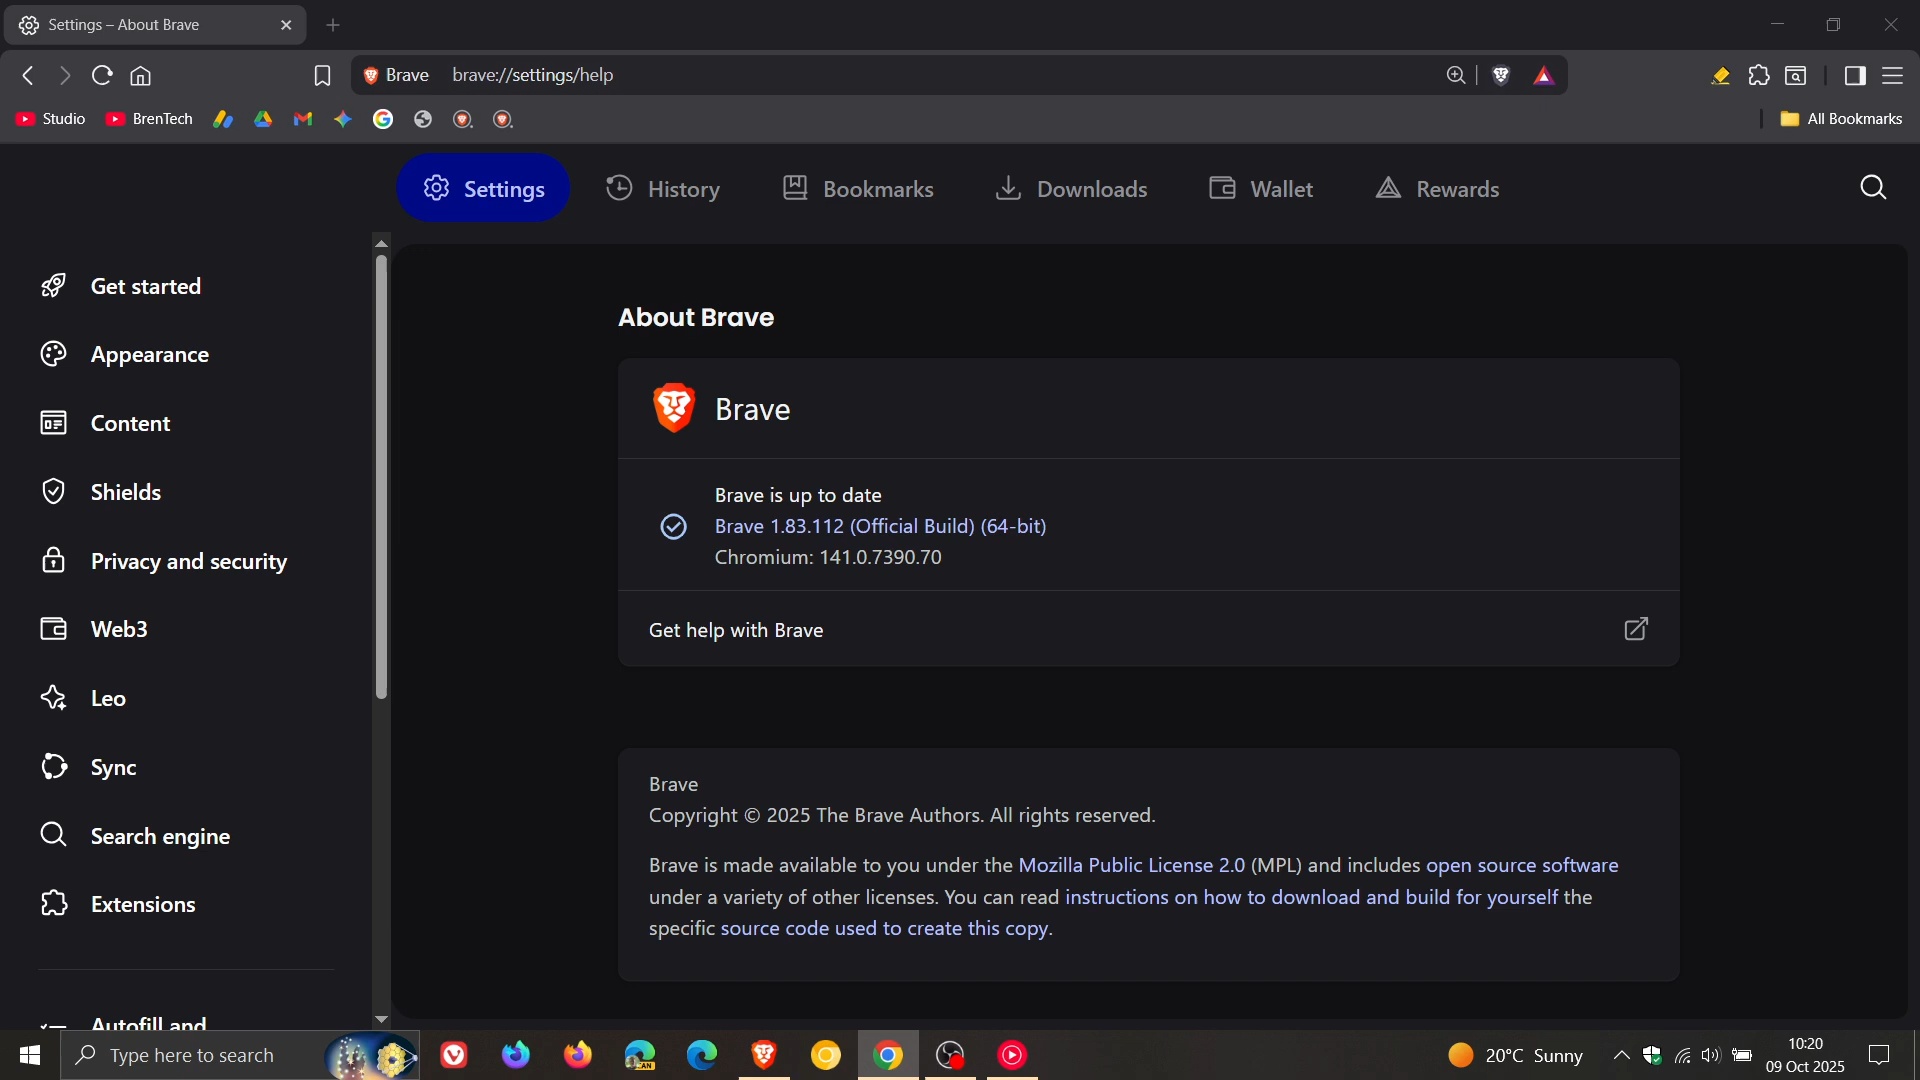 Settings – About Brave
Brave
brave://settings/help
Studio
BrenTech
All Bookmarks
Settings
History
Bookmarks
Downloads
Wallet
Rewards
Get started
Appearance
Content
Shields
Privacy and security
Web3
Leo
Sync
Search engine
Extensions
Autofill and
About Brave
Brave
Brave is up to date
Brave 1.83.112 (Official Build) (64-bit)
Chromium: 141.0.7390.70
Get help with Brave
Brave
Copyright © 2025 The Brave Authors. All rights reserved.
Brave is made available to you under the Mozilla Public License 2.0 (MPL) and includes open source software
under a variety of other licenses. You can read instructions on how to download and build for yourself the
specific source code used to create this copy.
Type here to search
CAN
20°C Sunny
10:20
09 Oct 2025